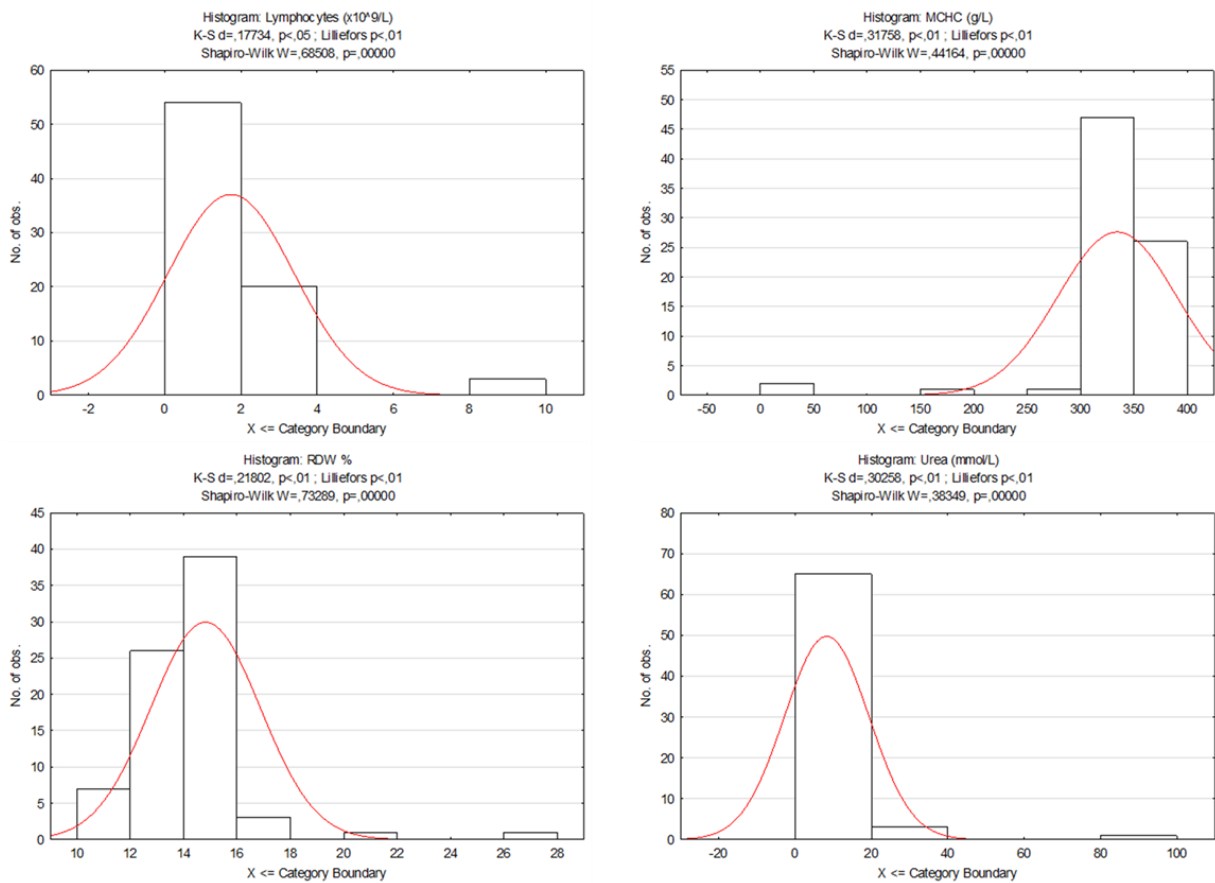 Histogram: Lymphocytes (x10^9/L)
K-S d=,17734, p<,05 ; Lilliefors p<,01
Shapiro-Wilk W=,68508, p=,00000
60
50
40
30
20
10
0
No. of obs.
-2 0 2 4 6 8 10
X <= Category Boundary
Histogram: MCHC (g/L)
K-S d=,31758, p<,01 ; Lilliefors p<,01
Shapiro-Wilk W=,44164, p=,00000
55
50
45
40
35
30
25
20
15
10
5
0
No. of obs.
-50 0 50 100 150 200 250 300 350 400
X <= Category Boundary
Histogram: RDW %
K-S d=,21802, p<,01 ; Lilliefors p<,01
Shapiro-Wilk W=,73289, p=,00000
45
40
35
30
25
20
15
10
5
0
No. of obs.
10 12 14 16 18 20 22 24 26 28
X <= Category Boundary
Histogram: Urea (mmol/L)
K-S d=,30258, p<,01 ; Lilliefors p<,01
Shapiro-Wilk W=,38349, p=,00000
80
70
60
50
40
30
20
10
0
No. of obs.
-20 0 20 40 60 80 100
X <= Category Boundary